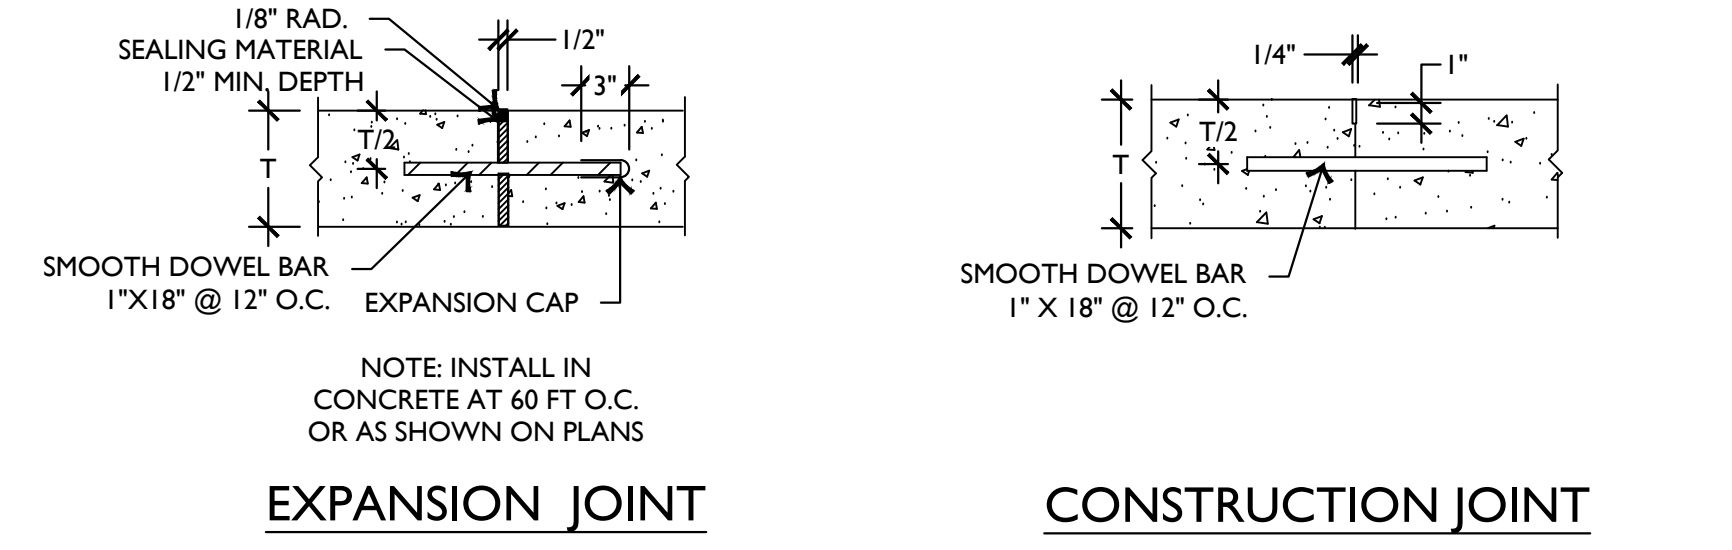 1/8" RAD.
SEALING MATERIAL
1/2" MIN. DEPTH
1/2"
3"
T/2
T
SMOOTH DOWEL BAR
1"X18" @ 12" O.C.
EXPANSION CAP
NOTE: INSTALL IN
CONCRETE AT 60 FT O.C.
OR AS SHOWN ON PLANS
EXPANSION JOINT
1/4"
1"
T/2
T
SMOOTH DOWEL BAR
1" X 18" @ 12" O.C.
CONSTRUCTION JOINT